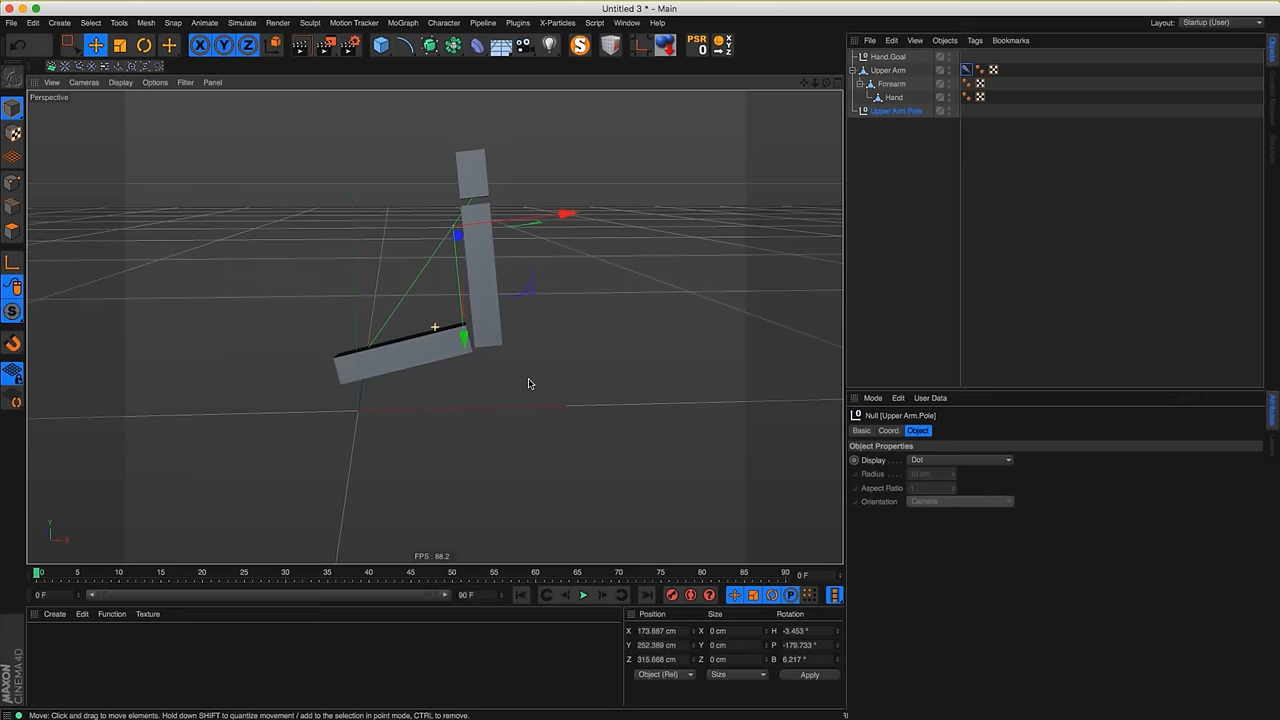 Untitled 3 * - Main
File Edit Create Select Tools Mesh Snap Animate Simulate Render Sculpt Motion Tracker MoGraph Character Pipeline Plugins X-Particles Script Window Help
Layout: Startup (User)
PSR
0
File Edit View Objects Tags Bookmarks
View Cameras Display Options Filter Panel
Perspective
Hand.Goal
Upper Arm
Forearm
Hand
Upper Arm.Pole
Objects
Mode Edit User Data
Null [Upper Arm.Pole]
Basic Coord. Object
Object Properties
Display . . . . Dot
Radius . . . . 10 cm
Aspect Ratio 1
Orientation Camera
Attributes
Layers
Y
X
FPS : 88.2
0 5 10 15 20 25 30 35 40 45 50 55 60 65 70 75 80 85 90 0 F
0 F 90 F
Create Edit Function Texture
Position Size Rotation
X 173.687 cm X 0 cm H -3.453 °
Y 252.389 cm Y 0 cm P -179.733 °
Z 315.668 cm Z 0 cm B 6.217 °
Object (Rel) Size Apply
MAXON
CINEMA 4D
Move: Click and drag to move elements. Hold down SHIFT to quantize movement / add to the selection in point mode, CTRL to remove.